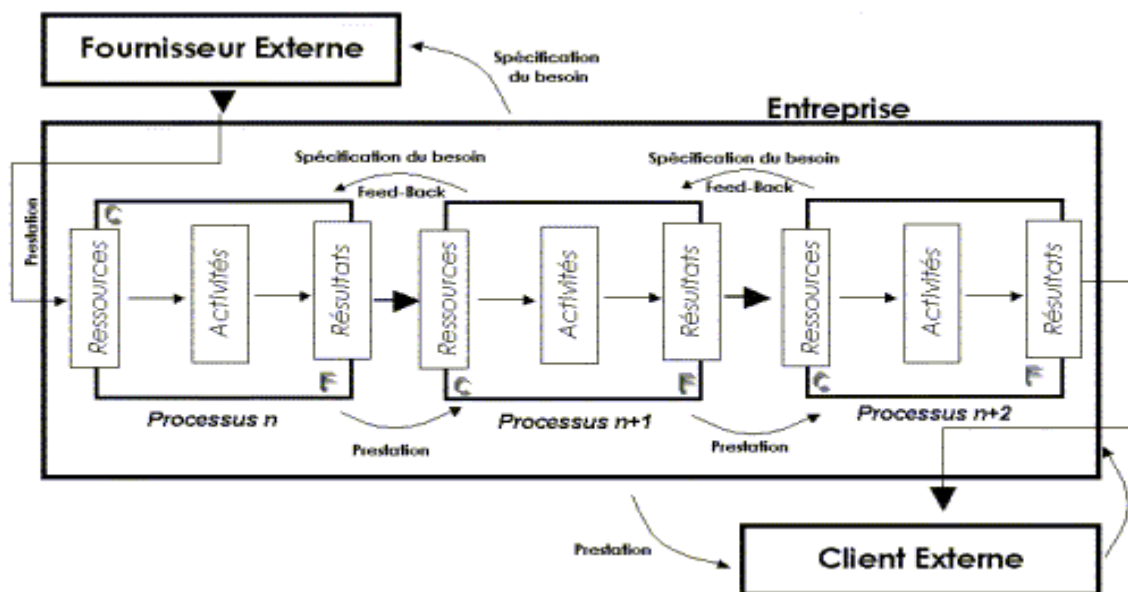 Fournisseur Externe
Spécification
du besoin
Entreprise
Spécification du besoin
Feed-Back
Spécification du besoin
Feed-Back
Prestation
Ressources
Activités
Résultats
Ressources
Activités
Résultats
Ressources
Activités
Résultats
C
F
C
F
C
F
Processus n
Processus n+1
Processus n+2
Prestation
Prestation
Prestation
Client Externe